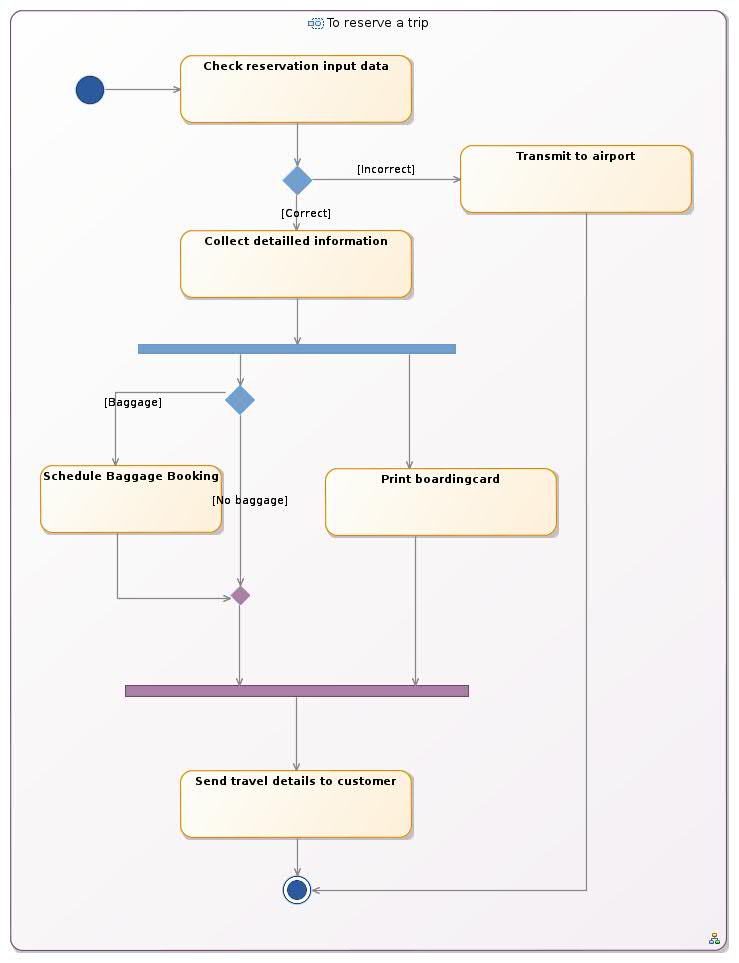 To reserve a trip
Check reservation input data
Transmit to airport
[Incorrect]
[Correct]
Collect detailled information
[Baggage]
Schedule Baggage Booking
Print boardingcard
[No baggage]
Send travel details to customer